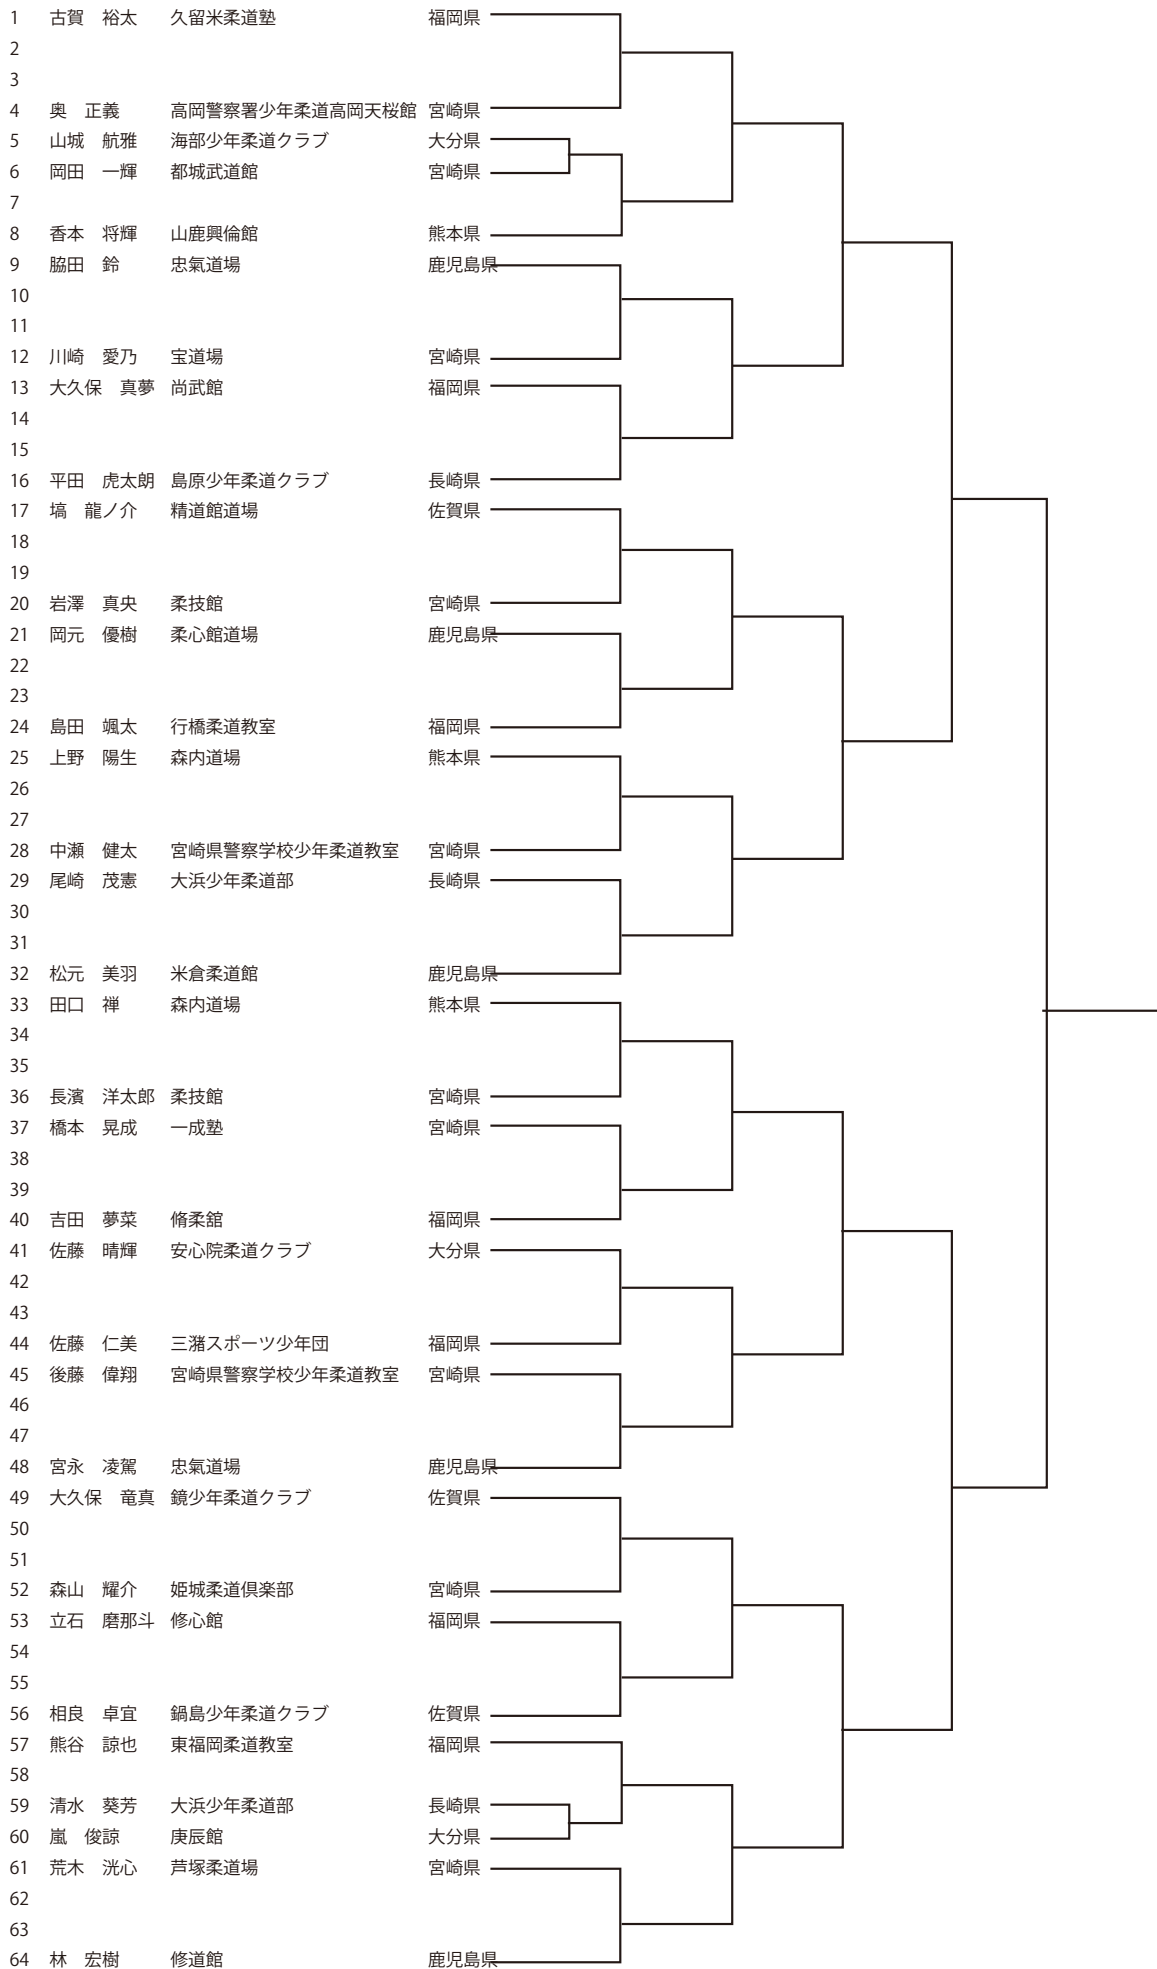 1 古賀　裕太 久留米柔道塾 福岡県
2
3
4 奥　正義 高岡警察署少年柔道高岡天桜館 宮崎県
5 山城　航雅 海部少年柔道クラブ 大分県
6 岡田　一輝 都城武道館 宮崎県
7
8 香本　将輝 山鹿興倫館 熊本県
9 脇田　鈴 忠氣道場 鹿児島県
10
11
12 川崎　愛乃 宝道場 宮崎県
13 大久保　真夢 尚武館 福岡県
14
15
16 平田　虎太朗 島原少年柔道クラブ 長崎県
17 塙　龍ノ介 精道館道場 佐賀県
18
19
20 岩澤　真央 柔技館 宮崎県
21 岡元　優樹 柔心館道場 鹿児島県
22
23
24 島田　颯太 行橋柔道教室 福岡県
25 上野　陽生 森内道場 熊本県
26
27
28 中瀬　健太 宮崎県警察学校少年柔道教室 宮崎県
29 尾崎　茂憲 大浜少年柔道部 長崎県
30
31
32 松元　美羽 米倉柔道館 鹿児島県
33 田口　禅 森内道場 熊本県
34
35
36 長濱　洋太郎 柔技館 宮崎県
37 橋本　晃成 一成塾 宮崎県
38
39
40 吉田　夢菜 脩柔舘 福岡県
41 佐藤　晴輝 安心院柔道クラブ 大分県
42
43
44 佐藤　仁美 三潴スポーツ少年団 福岡県
45 後藤　偉翔 宮崎県警察学校少年柔道教室 宮崎県
46
47
48 宮永　凌駕 忠氣道場 鹿児島県
49 大久保　竜真 鏡少年柔道クラブ 佐賀県
50
51
52 森山　耀介 姫城柔道倶楽部 宮崎県
53 立石　磨那斗 修心館 福岡県
54
55
56 相良　卓宜 鍋島少年柔道クラブ 佐賀県
57 熊谷　諒也 東福岡柔道教室 福岡県
58
59 清水　葵芳 大浜少年柔道部 長崎県
60 嵐　俊諒 庚辰館 大分県
61 荒木　洸心 芦塚柔道場 宮崎県
62
63
64 林　宏樹 修道館 鹿児島県